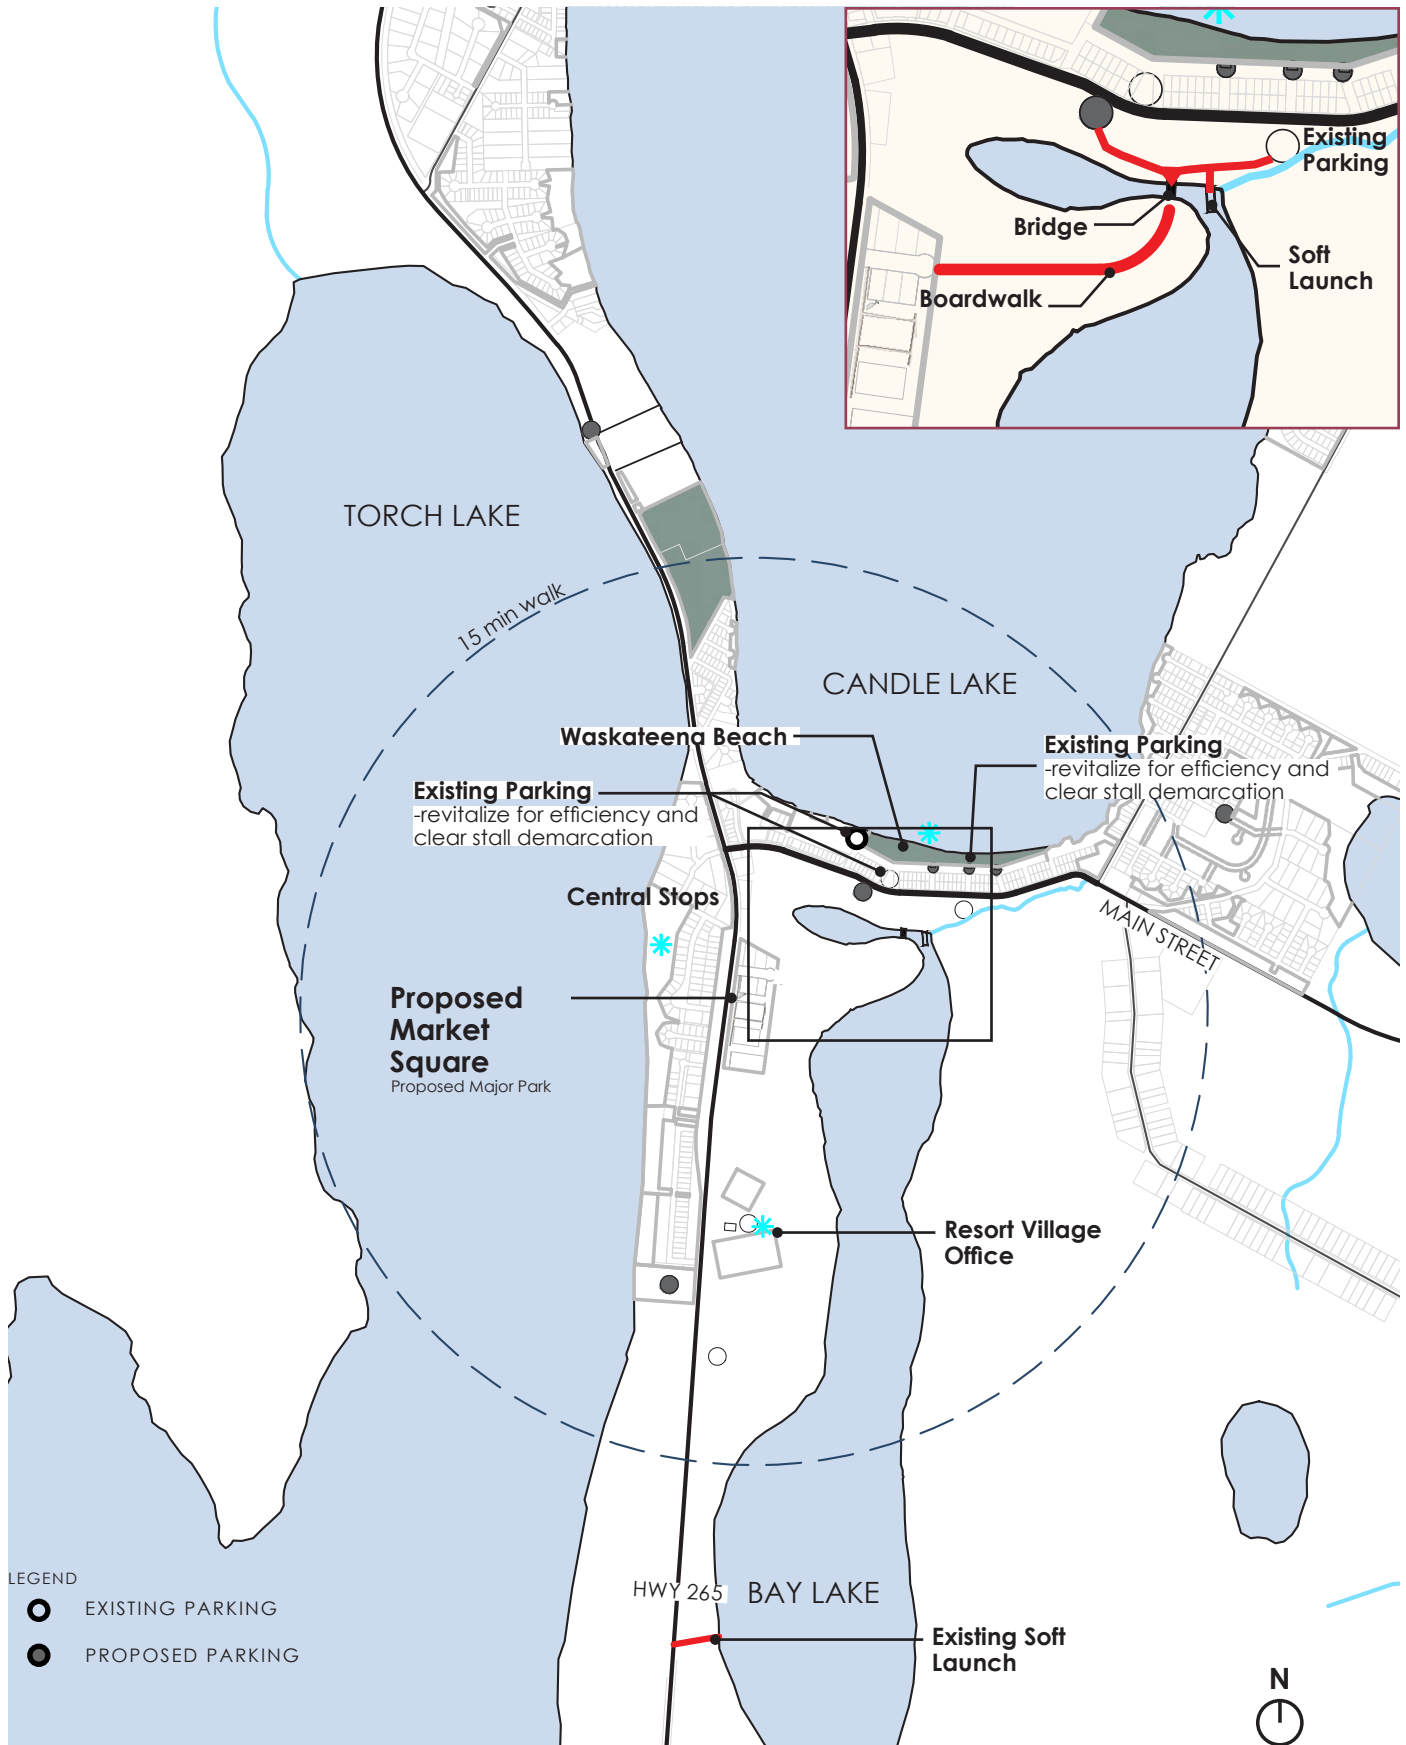 Existing
Parking
Bridge
Soft
Launch
Boardwalk
TORCH LAKE
15 min walk
CANDLE LAKE
Waskateena Beach
Existing Parking
-revitalize for efficiency and
clear stall demarcation
Existing Parking
-revitalize for efficiency and
clear stall demarcation
Central Stops
MAIN STREET
Proposed
Market
Square
Proposed Major Park
Resort Village
Office
HWY 265
BAY LAKE
LEGEND
EXISTING PARKING
PROPOSED PARKING
Existing Soft
Launch
N